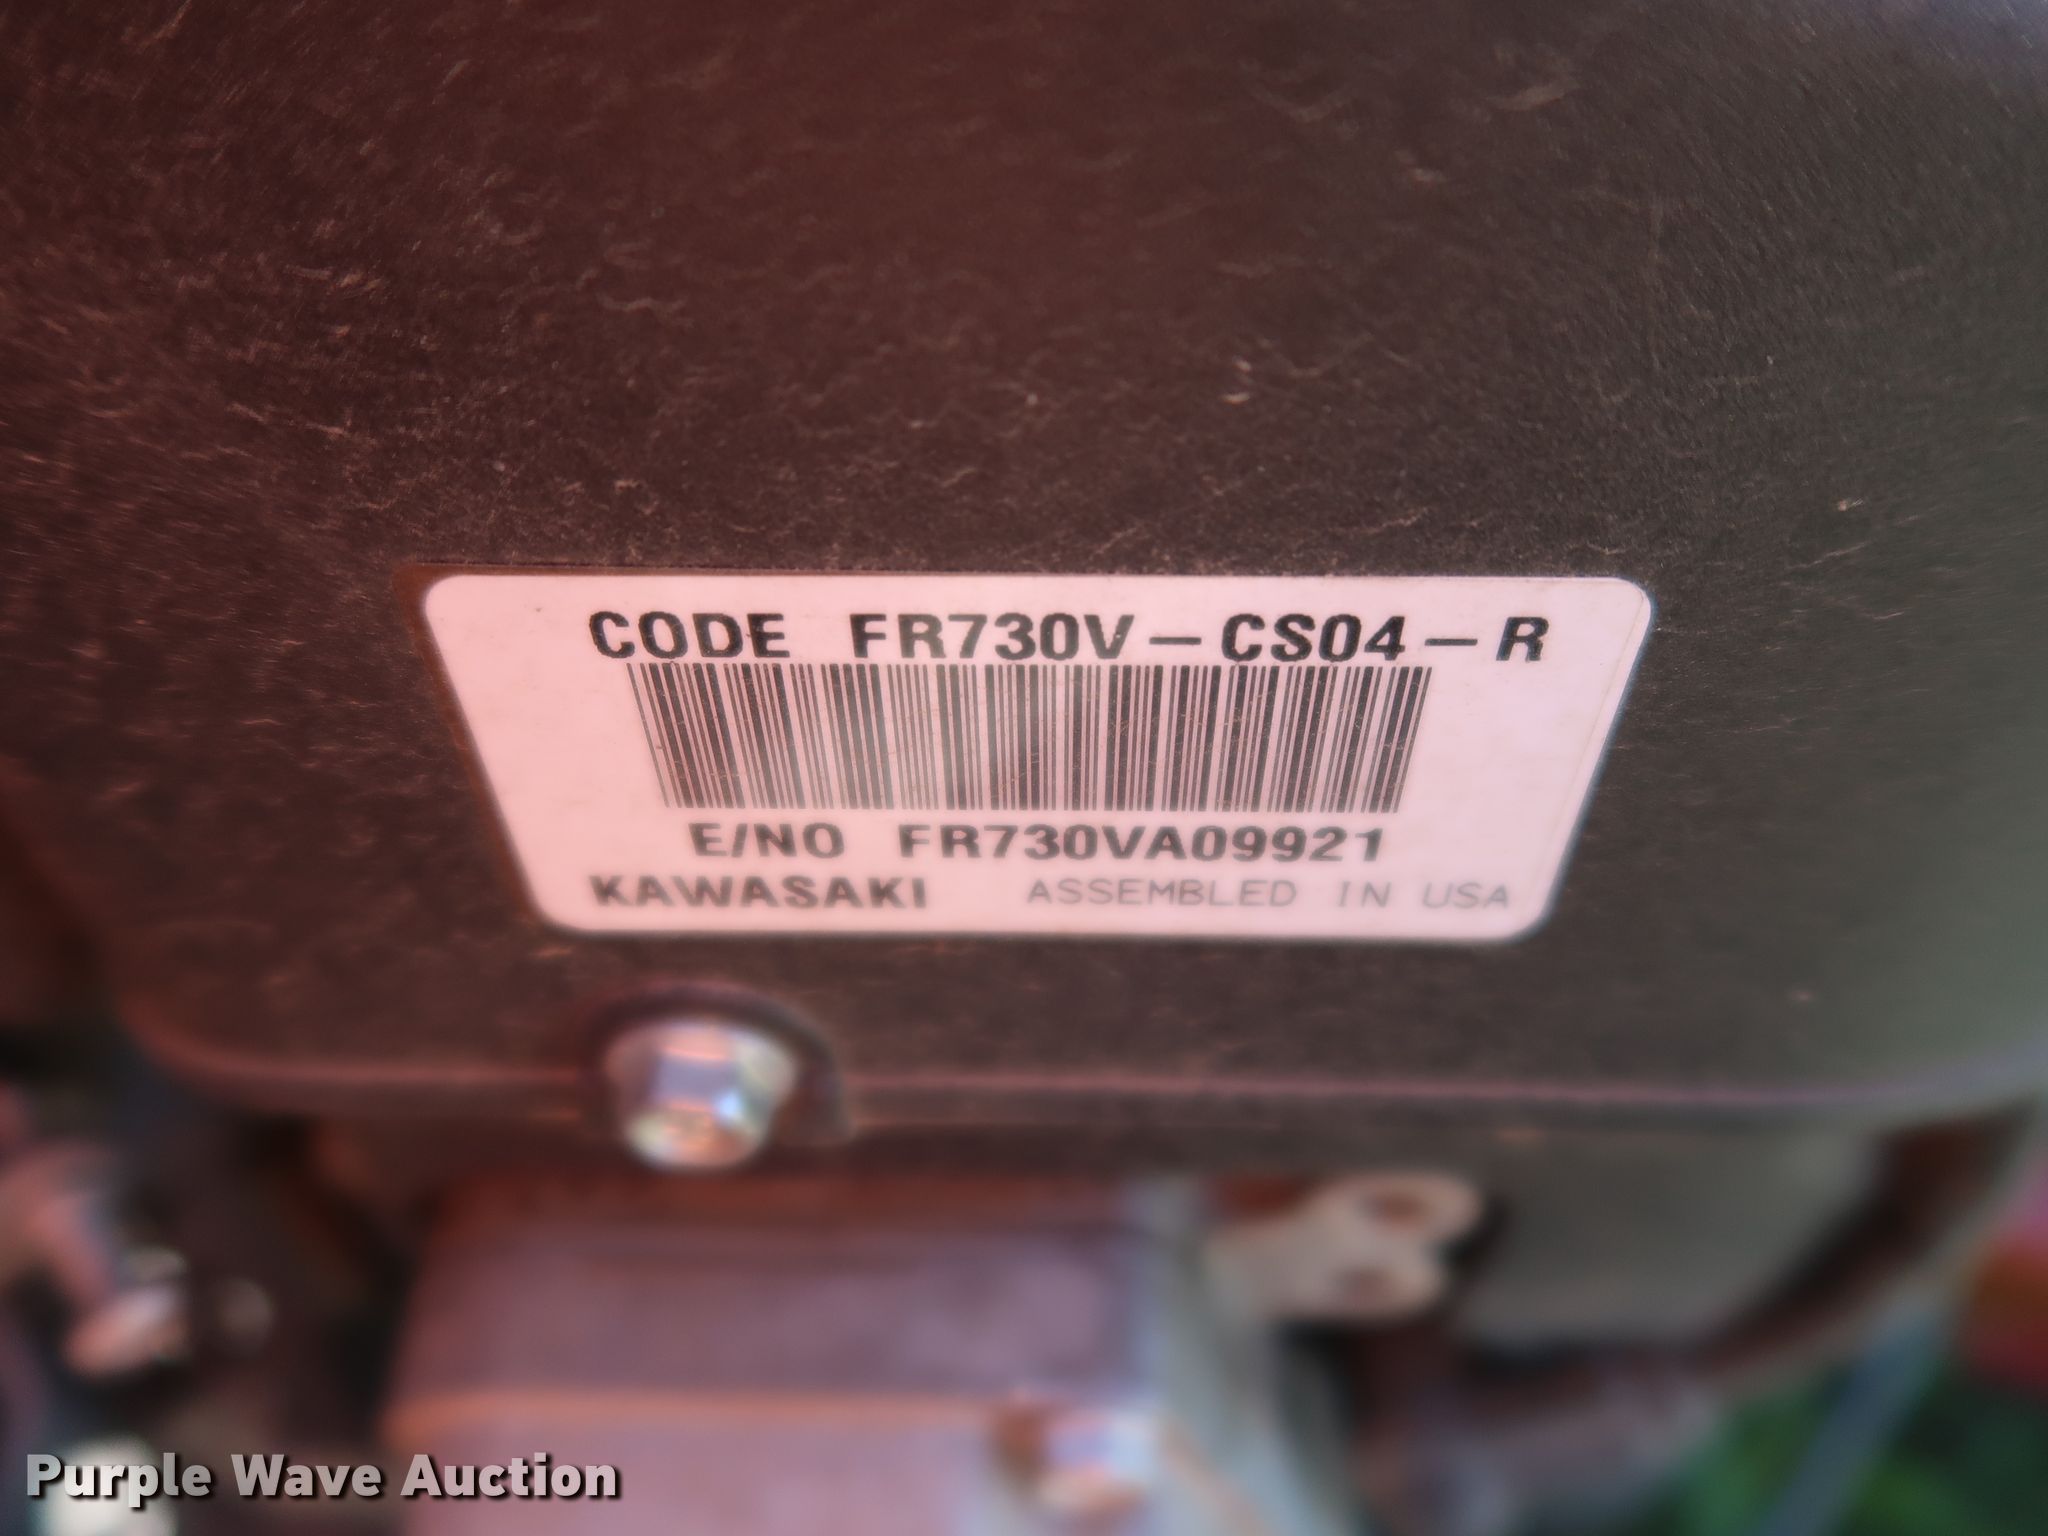 CODE FR730V-CS04-R
E/NO FR730VA09921
KAWASAKI ASSEMBLED IN USA
Purple Wave Auction